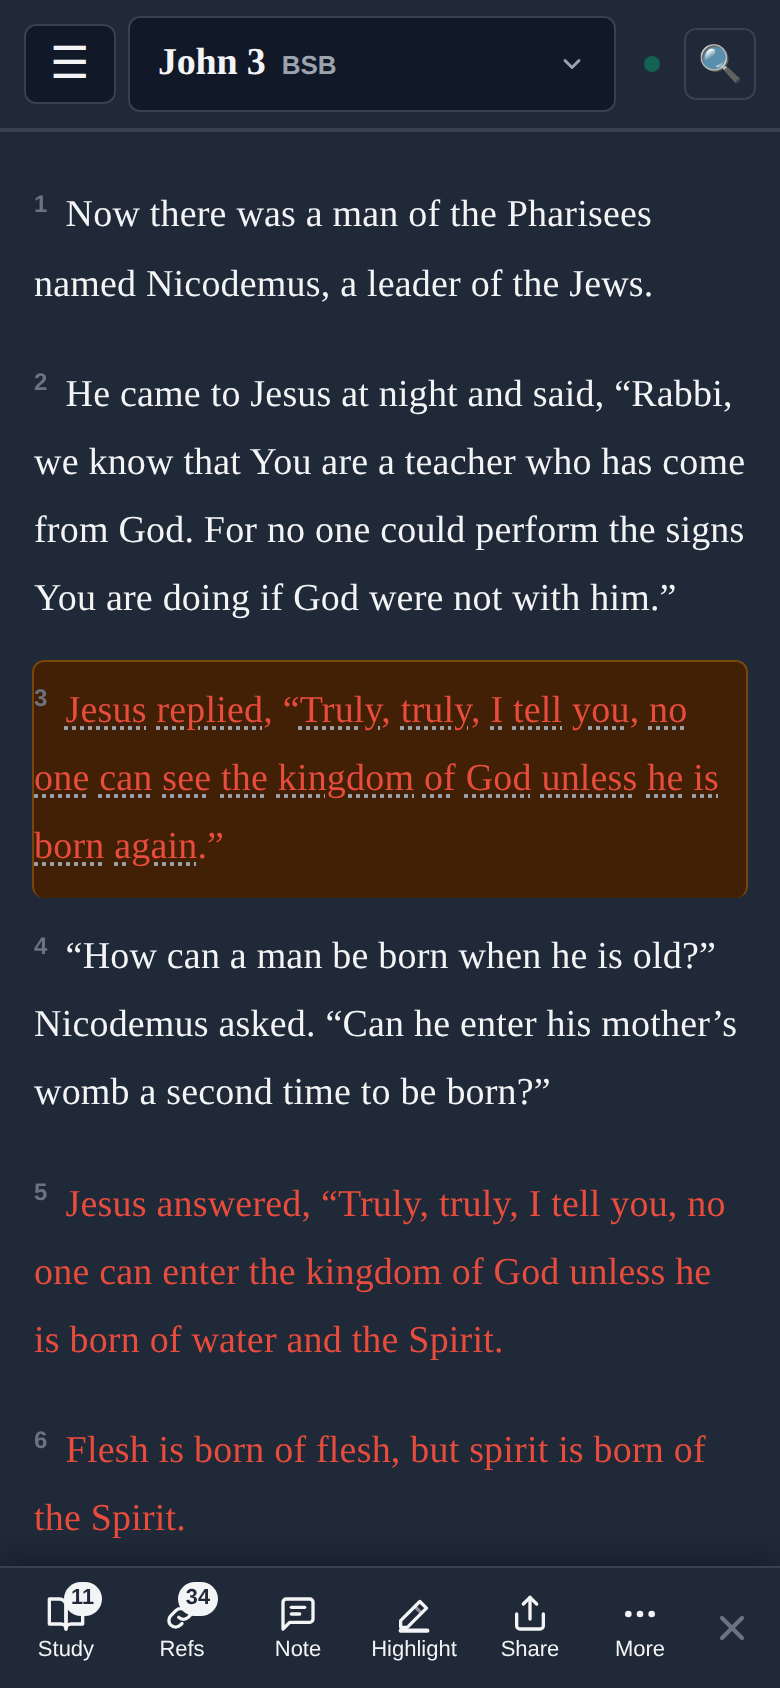 ☰ John 3 BSB 🔍
1 Now there was a man of the Pharisees
named Nicodemus, a leader of the Jews.
2 He came to Jesus at night and said, “Rabbi,
we know that You are a teacher who has come
from God. For no one could perform the signs
You are doing if God were not with him.”
3 Jesus replied, “Truly, truly, I tell you, no
one can see the kingdom of God unless he is
born again.”
4 “How can a man be born when he is old?”
Nicodemus asked. “Can he enter his mother’s
womb a second time to be born?”
5 Jesus answered, “Truly, truly, I tell you, no
one can enter the kingdom of God unless he
is born of water and the Spirit.
6 Flesh is born of flesh, but spirit is born of
the Spirit.
11 34
Study Refs Note Highlight Share More